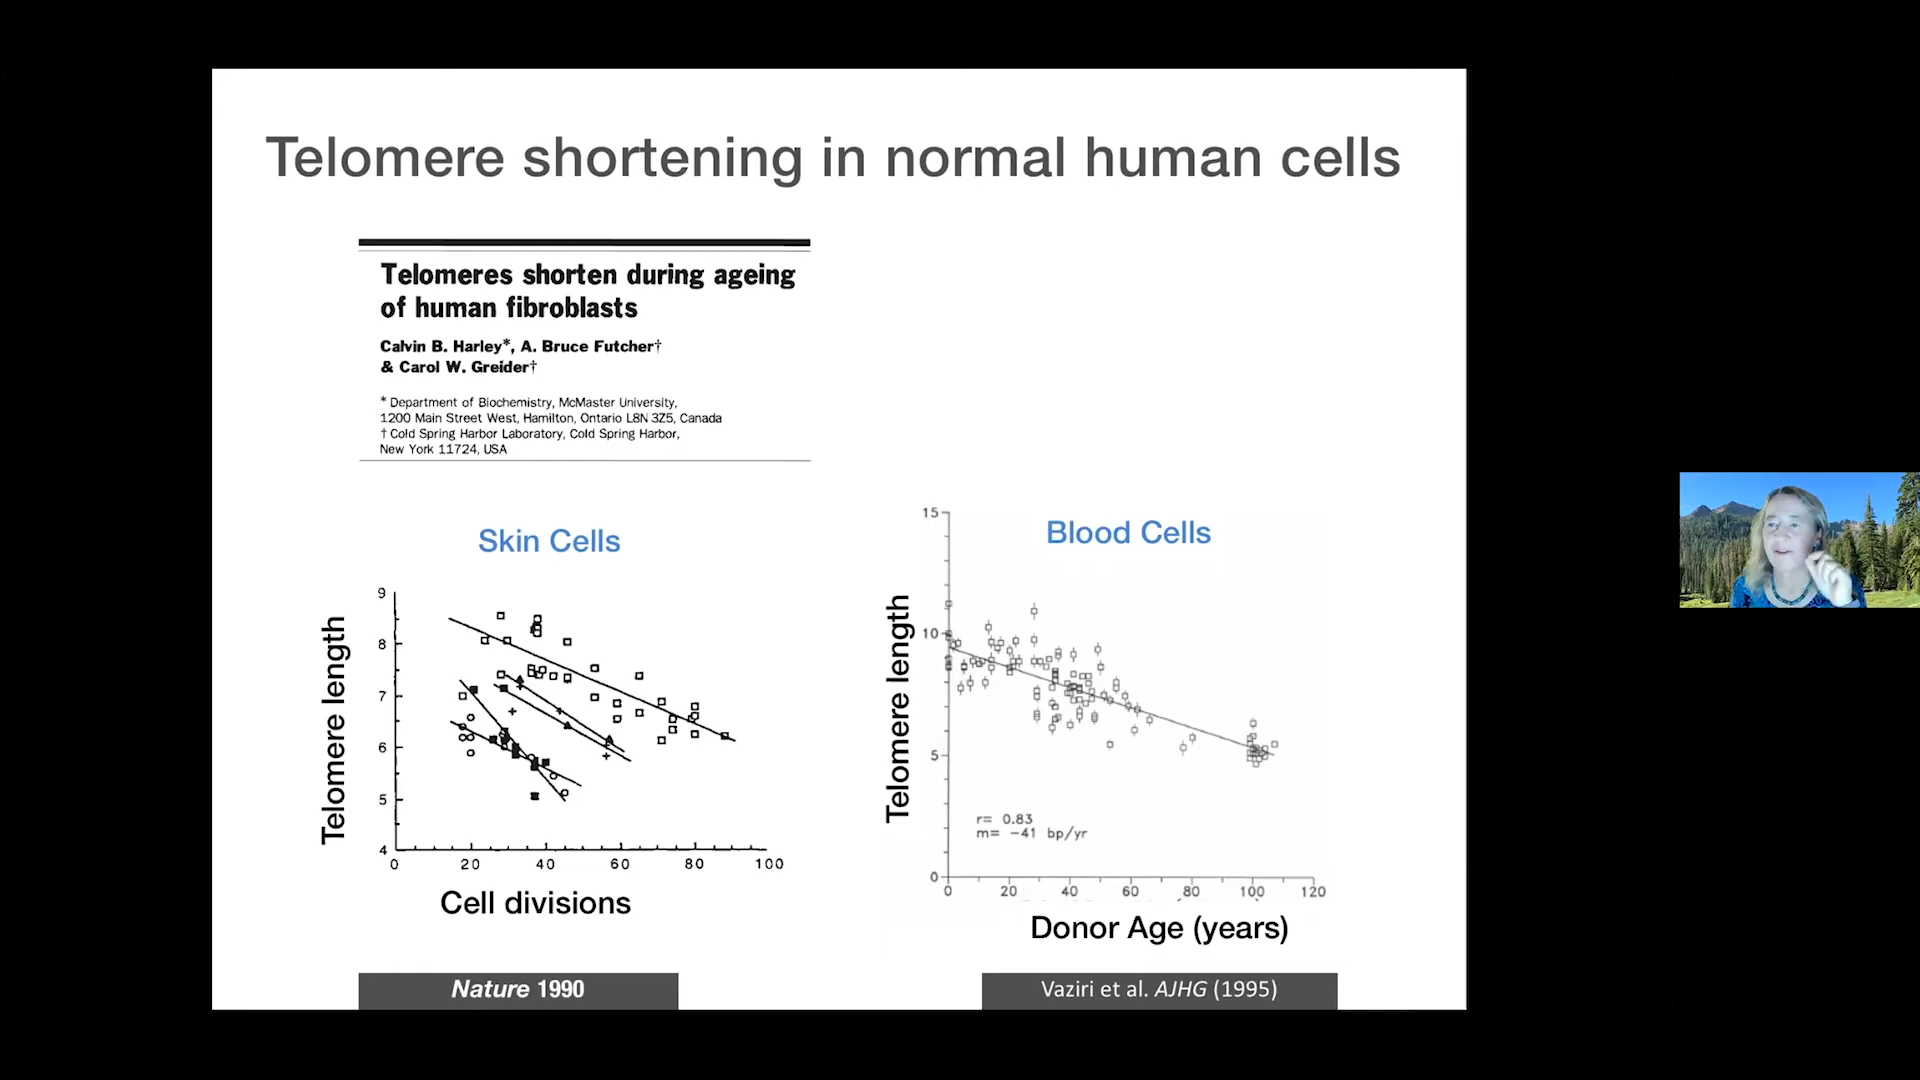 Telomere shortening in normal human cells
Telomeres shorten during ageing
of human fibroblasts
Calvin B. Harley*, A. Bruce Futcher†
& Carol W. Greider†
* Department of Biochemistry, McMaster University,
1200 Main Street West, Hamilton, Ontario L8N 3Z5, Canada
† Cold Spring Harbor Laboratory, Cold Spring Harbor,
New York 11724, USA
Skin Cells
Telomere length
9
8
7
6
5
4
0 20 40 60 80 100
Cell divisions
Nature 1990
Blood Cells
Telomere length
15
10
5
0
r= 0.83
m= -41 bp/yr
0 20 40 60 80 100 120
Donor Age (years)
Vaziri et al. AJHG (1995)